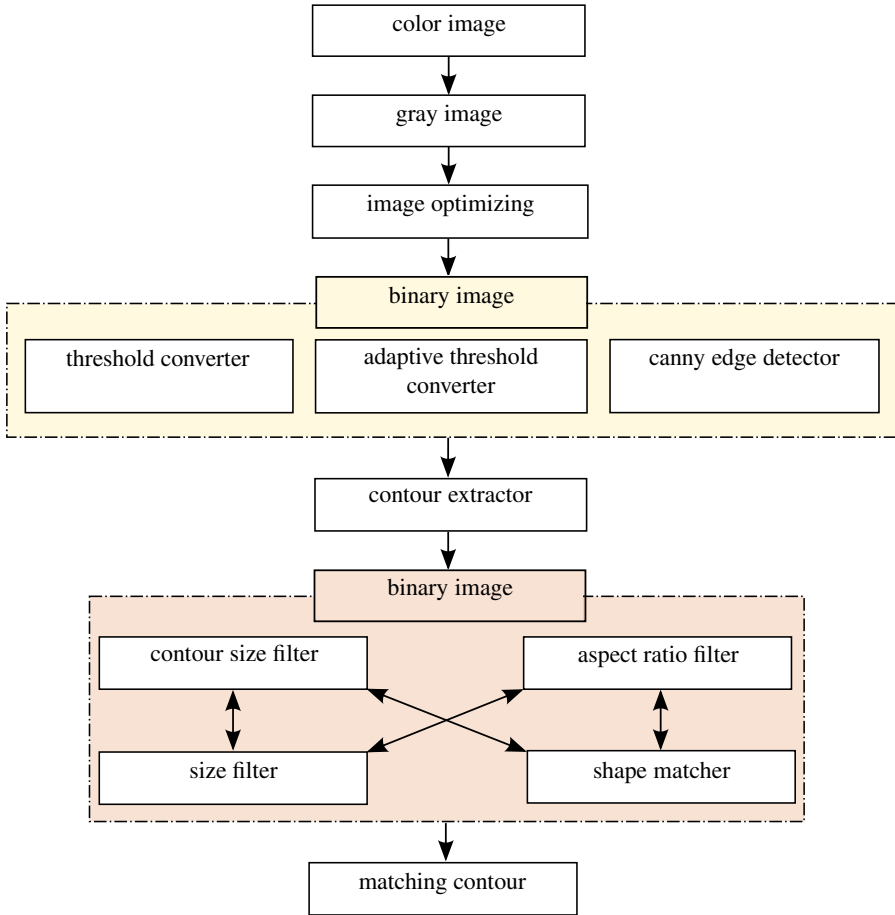 color image
gray image
image optimizing
binary image
threshold converter
adaptive threshold
converter
canny edge detector
contour extractor
binary image
contour size filter
aspect ratio filter
size filter
shape matcher
matching contour